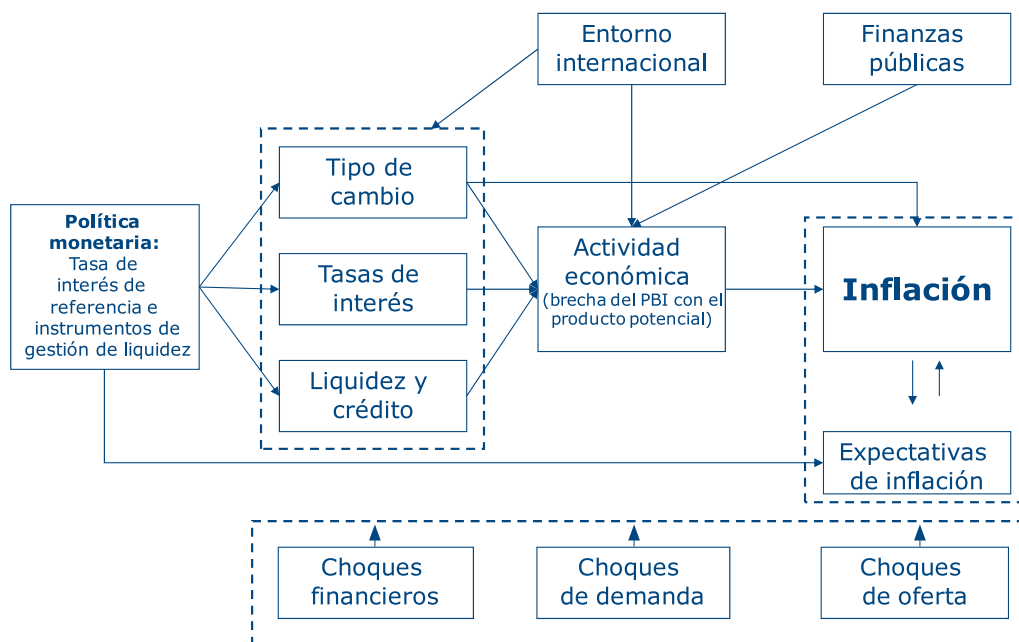 Entorno
internacional
Finanzas
públicas
Tipo de
cambio
Política
monetaria:
Tasa de
interés de
referencia e
instrumentos de
gestión de liquidez
Tasas de
interés
Liquidez y
crédito
Actividad
económica
(brecha del PBI con el
producto potencial)
Inflación
Expectativas
de inflación
Choques
financieros
Choques
de demanda
Choques
de oferta